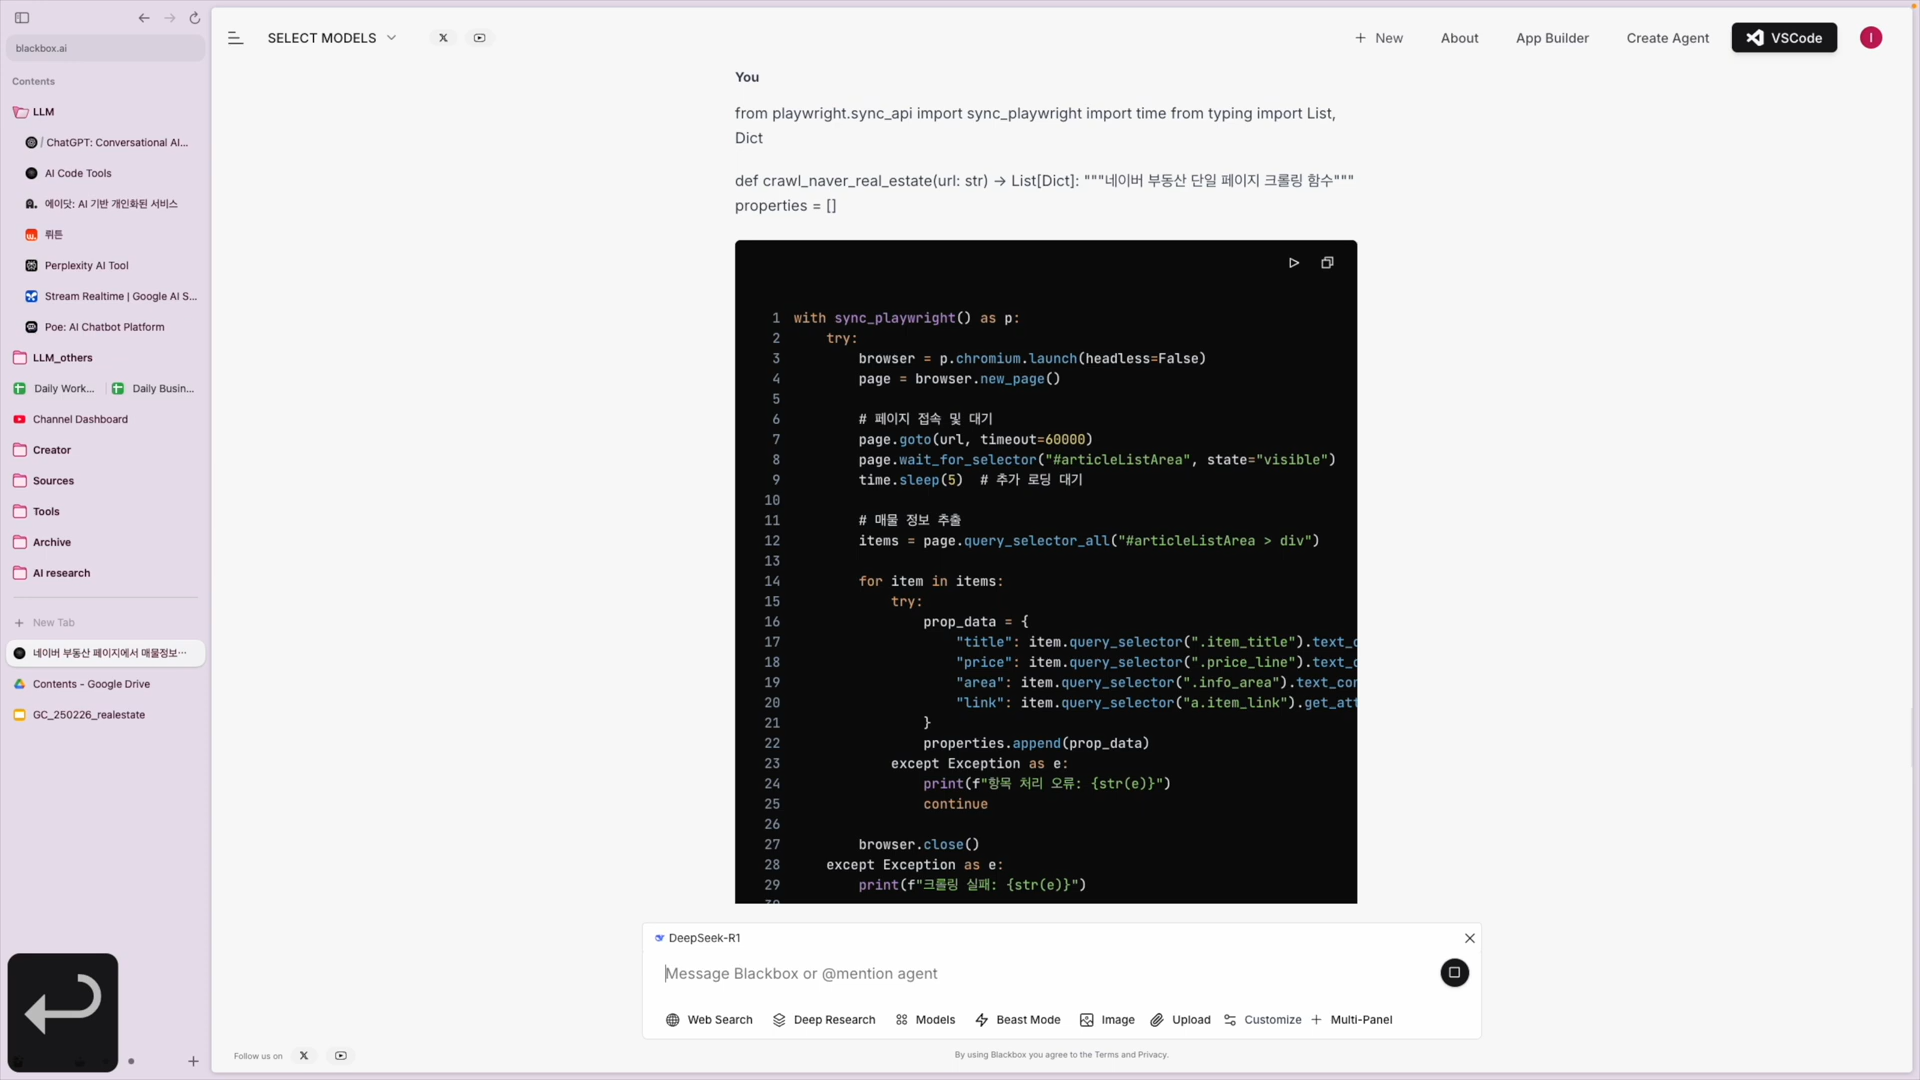 blackbox.ai
Contents
LLM
/ ChatGPT: Conversational AI...
AI Code Tools
에이닷: AI 기반 개인화된 서비스
뤼튼
Perplexity AI Tool
Stream Realtime | Google AI S...
Poe: AI Chatbot Platform
LLM_others
Daily Work... Daily Busin...
Channel Dashboard
Creator
Sources
Tools
Archive
AI research
New Tab
네이버 부동산 페이지에서 매물정보...
Contents - Google Drive
GC_250226_realestate
SELECT MODELS
New About App Builder Create Agent VSCode I
You
from playwright.sync_api import sync_playwright import time from typing import List,
Dict
def crawl_naver_real_estate(url: str) → List[Dict]: """네이버 부동산 단일 페이지 크롤링 함수"""
properties = []
1 with sync_playwright() as p:
2 try:
3 browser = p.chromium.launch(headless=False)
4 page = browser.new_page()
5
6 # 페이지 접속 및 대기
7 page.goto(url, timeout=60000)
8 page.wait_for_selector("#articleListArea", state="visible")
9 time.sleep(5) # 추가 로딩 대기
10
11 # 매물 정보 추출
12 items = page.query_selector_all("#articleListArea > div")
13
14 for item in items:
15 try:
16 prop_data = {
17 "title": item.query_selector(".item_title").text_c
18 "price": item.query_selector(".price_line").text_c
19 "area": item.query_selector(".info_area").text_con
20 "link": item.query_selector("a.item_link").get_att
21 }
22 properties.append(prop_data)
23 except Exception as e:
24 print(f"항목 처리 오류: {str(e)}")
25 continue
26
27 browser.close()
28 except Exception as e:
29 print(f"크롤링 실패: {str(e)}")
DeepSeek-R1
Message Blackbox or @mention agent
Web Search Deep Research Models Beast Mode Image Upload Customize Multi-Panel
Follow us on
By using Blackbox you agree to the Terms and Privacy.